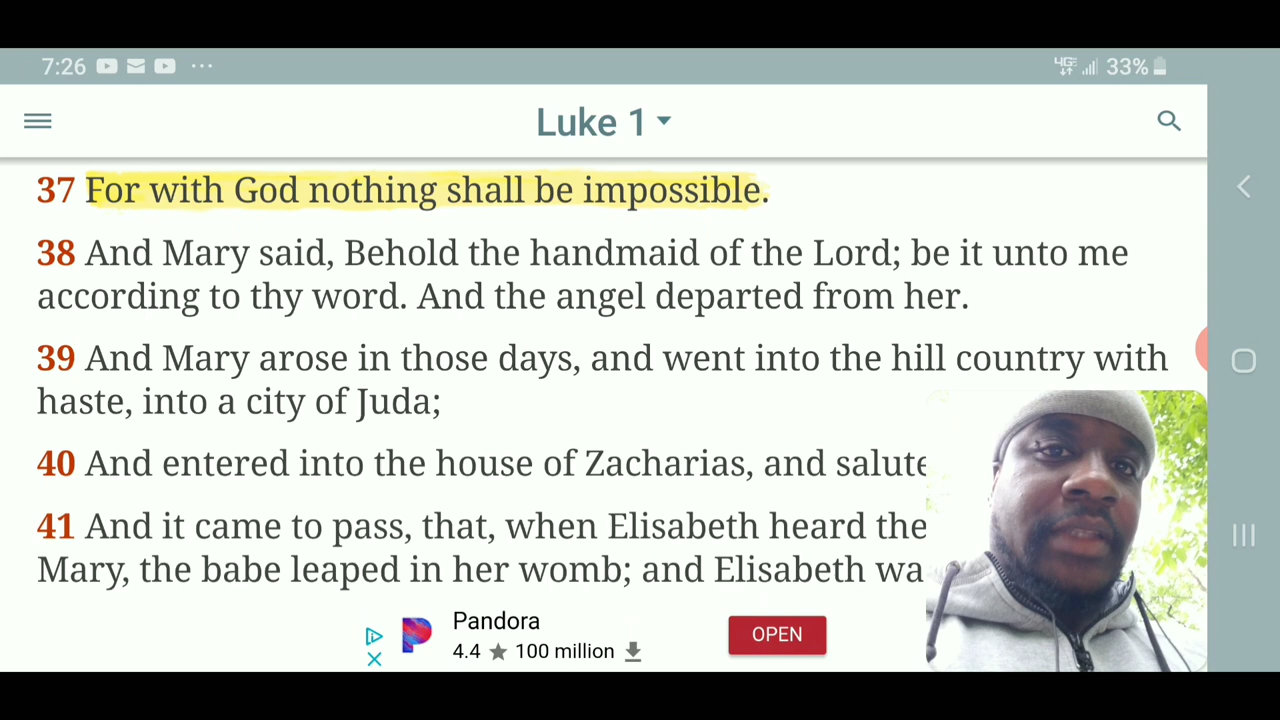 7:26 ... 4GE 33%
Luke 1
37 For with God nothing shall be impossible.
38 And Mary said, Behold the handmaid of the Lord; be it unto me
according to thy word. And the angel departed from her.
39 And Mary arose in those days, and went into the hill country with
haste, into a city of Juda;
40 And entered into the house of Zacharias, and salute
41 And it came to pass, that, when Elisabeth heard the
Mary, the babe leaped in her womb; and Elisabeth wa
Pandora
4.4 ★ 100 million
OPEN